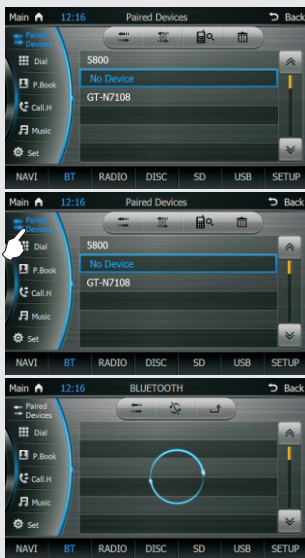 Main 12:16 Paired Devices Back
Paired
Devices
5800
Dial
No Device
P.Book
GT-N7108
Call.H
Music
Set
NAVI BT RADIO DISC SD USB SETUP
Main 12:16 Paired Devices Back
Paired
Devices
5800
Dial
No Device
P.Book
GT-N7108
Call.H
Music
Set
NAVI BT RADIO DISC SD USB SETUP
Main 12:16 BLUETOOTH Back
Paired
Devices
Dial
P.Book
Call.H
Music
Set
NAVI BT RADIO DISC SD USB SETUP